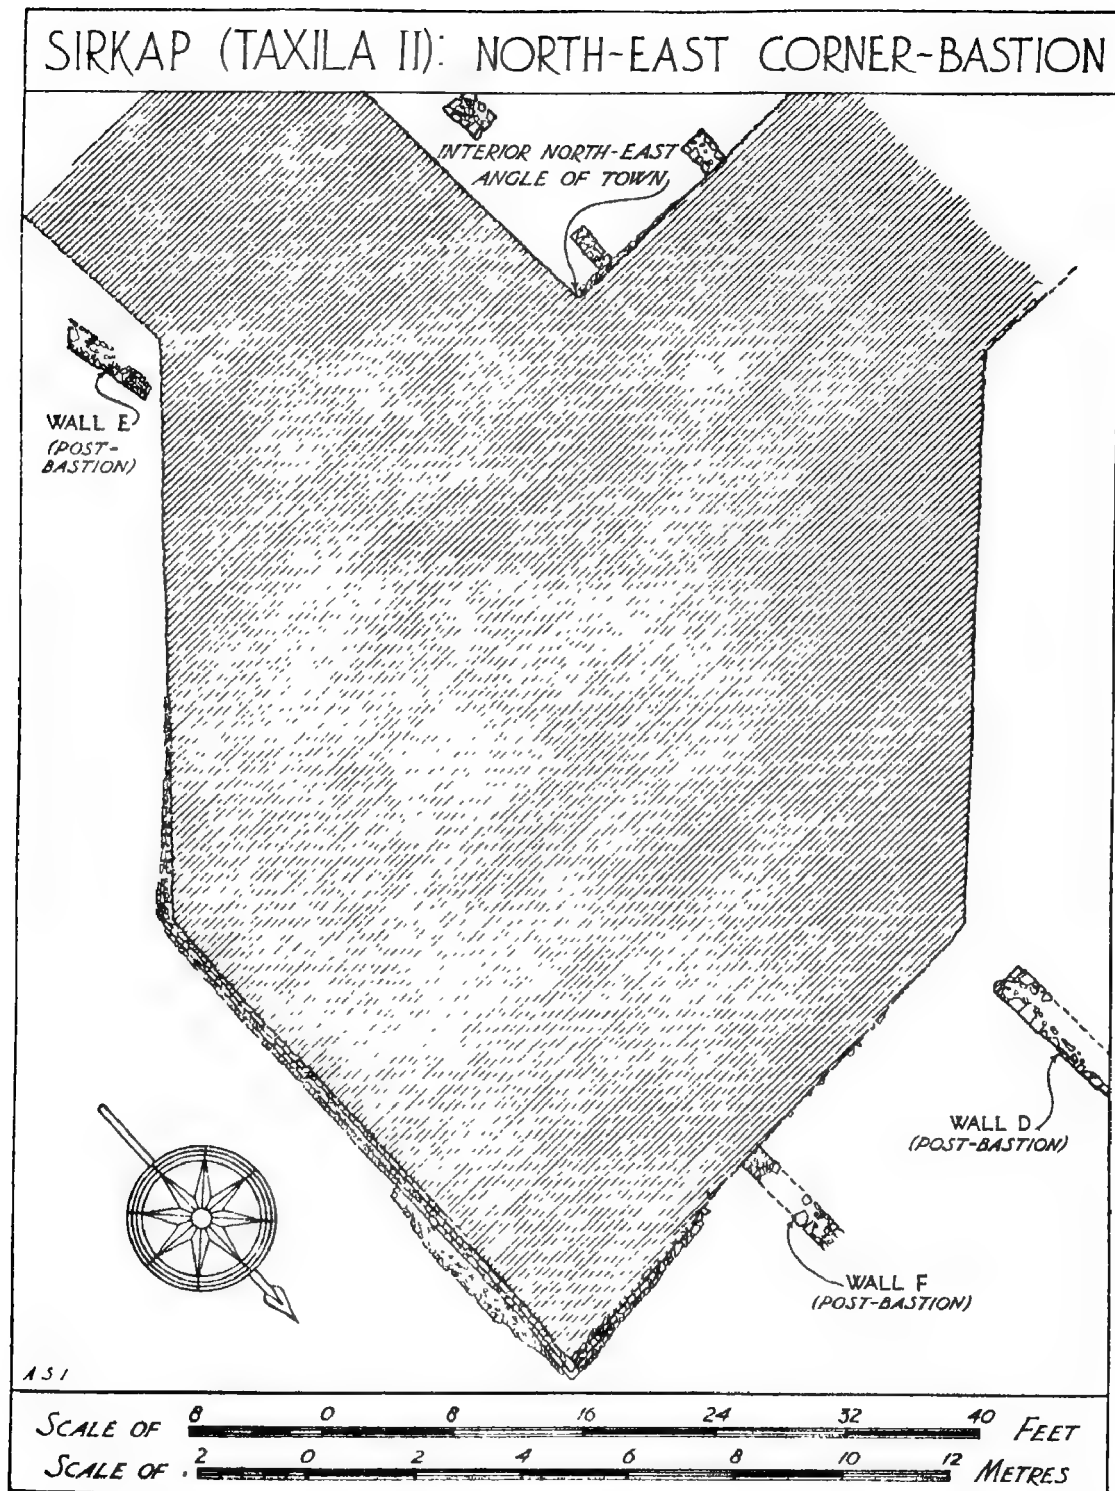 SIRKAP (TAXILA II): NORTH-EAST CORNER-BASTION
INTERIOR NORTH-EAST
ANGLE OF TOWN
WALL E
(POST-
BASTION)
WALL D
(POST-BASTION)
WALL F
(POST-BASTION)
A S I
SCALE OF 8 0 8 16 24 32 40 FEET
SCALE OF 2 0 2 4 6 8 10 12 METRES